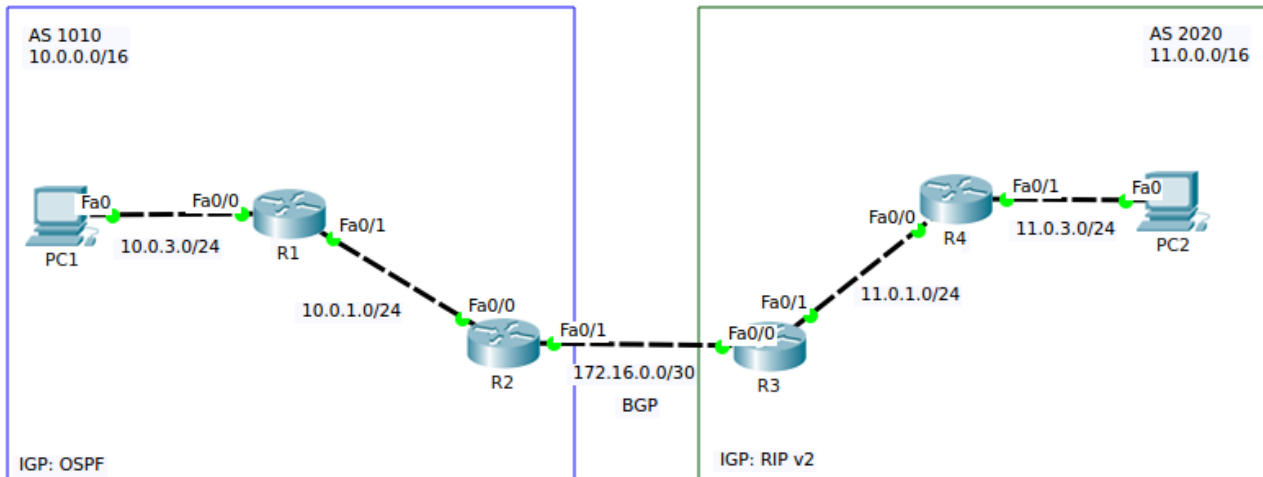 AS 1010
10.0.0.0/16
AS 2020
11.0.0.0/16
Fa0
Fa0/0
PC1
10.0.3.0/24
R1
Fa0/1
10.0.1.0/24
Fa0/0
R2
Fa0/1
172.16.0.0/30
BGP
Fa0/0
R3
Fa0/1
11.0.1.0/24
Fa0/0
R4
Fa0/1
11.0.3.0/24
Fa0
PC2
IGP: OSPF
IGP: RIP v2